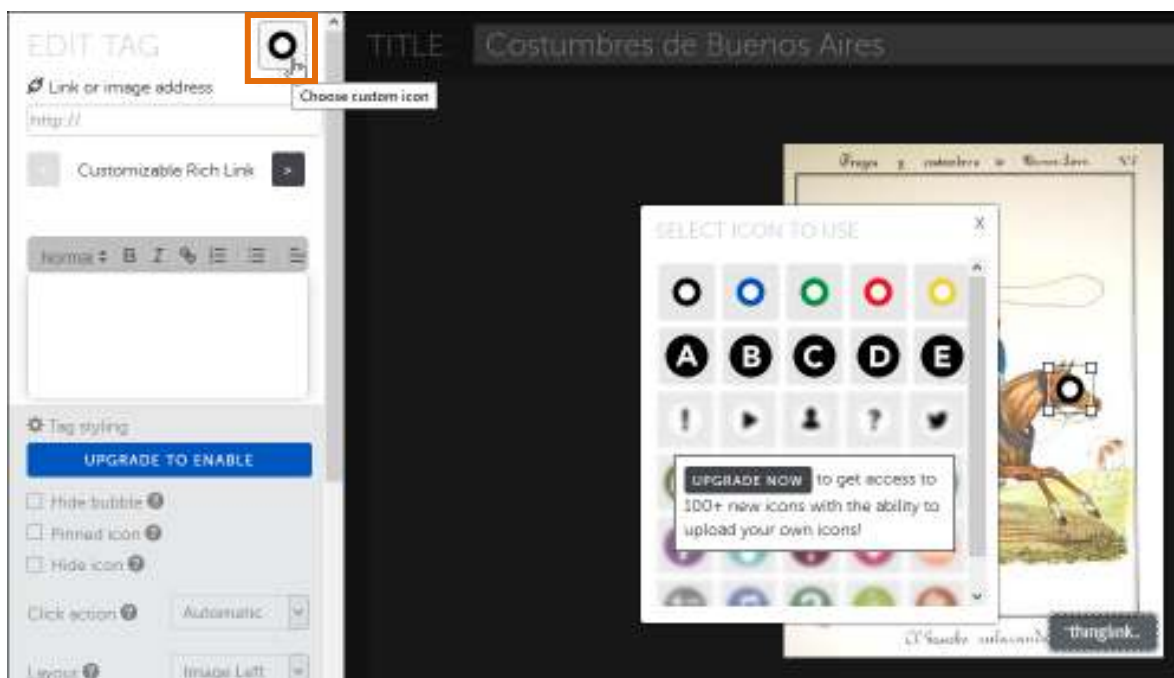 EDIT TAG
Link or image address
http://
Customizable Rich Link >
Normal B I
Tag styling
UPGRADE TO ENABLE
Hide bubble ?
Pinned icon ?
Hide icon ?
Click action ? Automatic
Layout ? Image Left
Choose custom icon
TITLE Costumbres de Buenos Aires
SELECT ICON TO USE X
A B C D E
! ?
UPGRADE NOW to get access to
100+ new icons with the ability to
upload your own icons!
thinglink..